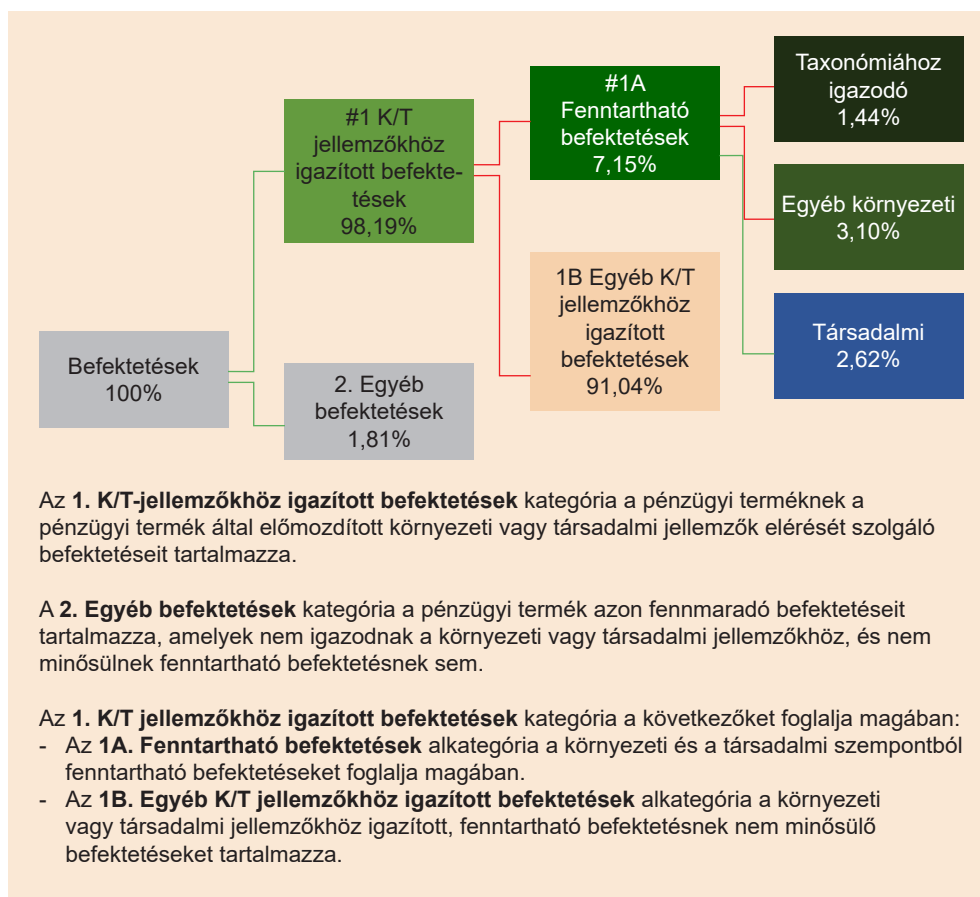 Befektetések
100%
#1 K/T
jellemzőkhöz
igazított befekte-
tések
98,19%
2. Egyéb
befektetések
1,81%
#1A
Fenntartható
befektetések
7,15%
1B Egyéb K/T
jellemzőkhöz
igazított
befektetések
91,04%
Taxonómiához
igazodó
1,44%
Egyéb környezeti
3,10%
Társadalmi
2,62%
Az 1. K/T-jellemzőkhöz igazított befektetések kategória a pénzügyi terméknek a
pénzügyi termék által előmozdított környezeti vagy társadalmi jellemzők elérését szolgáló
befektetéseit tartalmazza.
A 2. Egyéb befektetések kategória a pénzügyi termék azon fennmaradó befektetéseit
tartalmazza, amelyek nem igazodnak a környezeti vagy társadalmi jellemzőkhöz, és nem
minősülnek fenntartható befektetésnek sem.
Az 1. K/T jellemzőkhöz igazított befektetések kategória a következőket foglalja magában:
- Az 1A. Fenntartható befektetések alkategória a környezeti és a társadalmi szempontból
fenntartható befektetéseket foglalja magában.
- Az 1B. Egyéb K/T jellemzőkhöz igazított befektetések alkategória a környezeti
vagy társadalmi jellemzőkhöz igazított, fenntartható befektetésnek nem minősülő
befektetéseket tartalmazza.